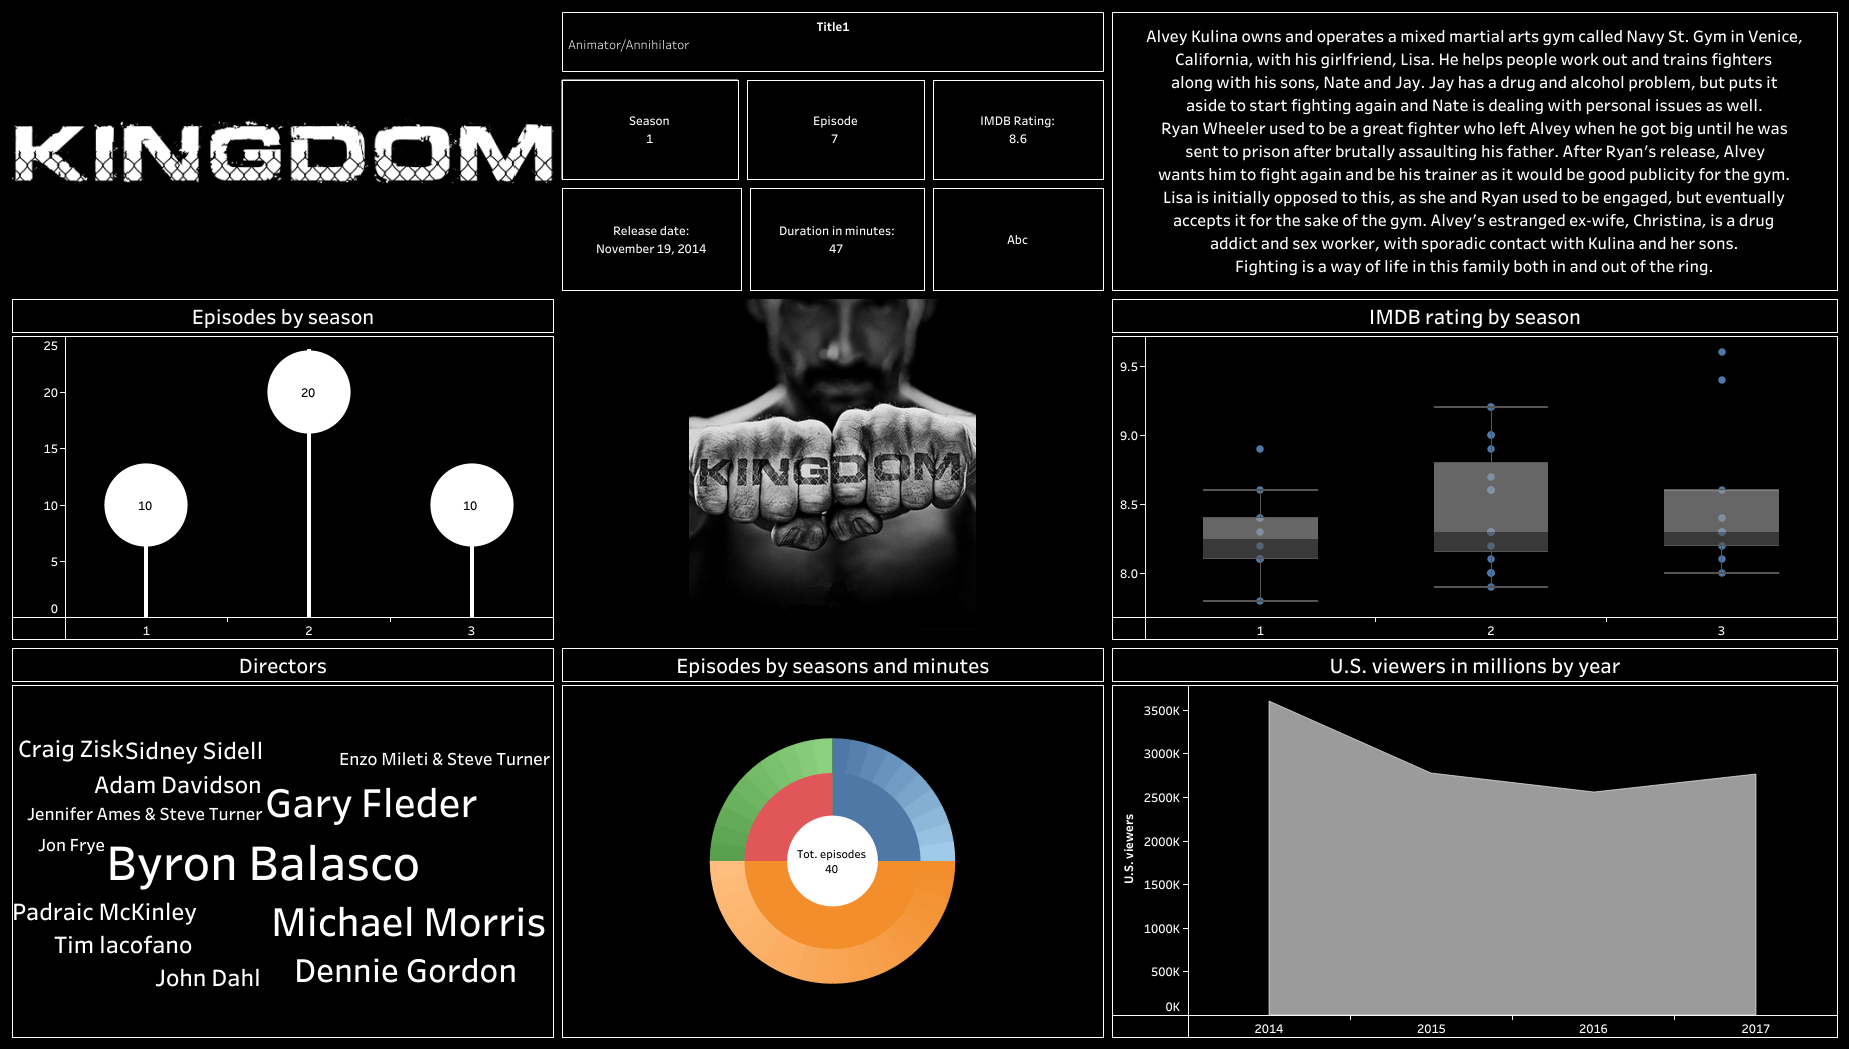 KINGDOM
Title1
Animator/Annihilator
Season
1
Episode
7
IMDB Rating:
8.6
Release date:
November 19, 2014
Duration in minutes:
47
Abc
Alvey Kulina owns and operates a mixed martial arts gym called Navy St. Gym in Venice,
California, with his girlfriend, Lisa. He helps people work out and trains fighters
along with his sons, Nate and Jay. Jay has a drug and alcohol problem, but puts it
aside to start fighting again and Nate is dealing with personal issues as well.
Ryan Wheeler used to be a great fighter who left Alvey when he got big until he was
sent to prison after brutally assaulting his father. After Ryan’s release, Alvey
wants him to fight again and be his trainer as it would be good publicity for the gym.
Lisa is initially opposed to this, as she and Ryan used to be engaged, but eventually
accepts it for the sake of the gym. Alvey’s estranged ex-wife, Christina, is a drug
addict and sex worker, with sporadic contact with Kulina and her sons.
Fighting is a way of life in this family both in and out of the ring.
Episodes by season
25
20
15
10
5
0
10
20
10
1
2
3
KINGDOM
IMDB rating by season
9.5
9.0
8.5
8.0
1
2
3
Directors
Craig Zisk
Sidney Sidell
Enzo Mileti & Steve Turner
Adam Davidson
Jennifer Ames & Steve Turner
Gary Fleder
Jon Frye
Byron Balasco
Padraic McKinley
Michael Morris
Tim Iacofano
Dennie Gordon
John Dahl
Episodes by seasons and minutes
Tot. episodes
40
U.S. viewers in millions by year
U.S. viewers
3500K
3000K
2500K
2000K
1500K
1000K
500K
0K
2014
2015
2016
2017